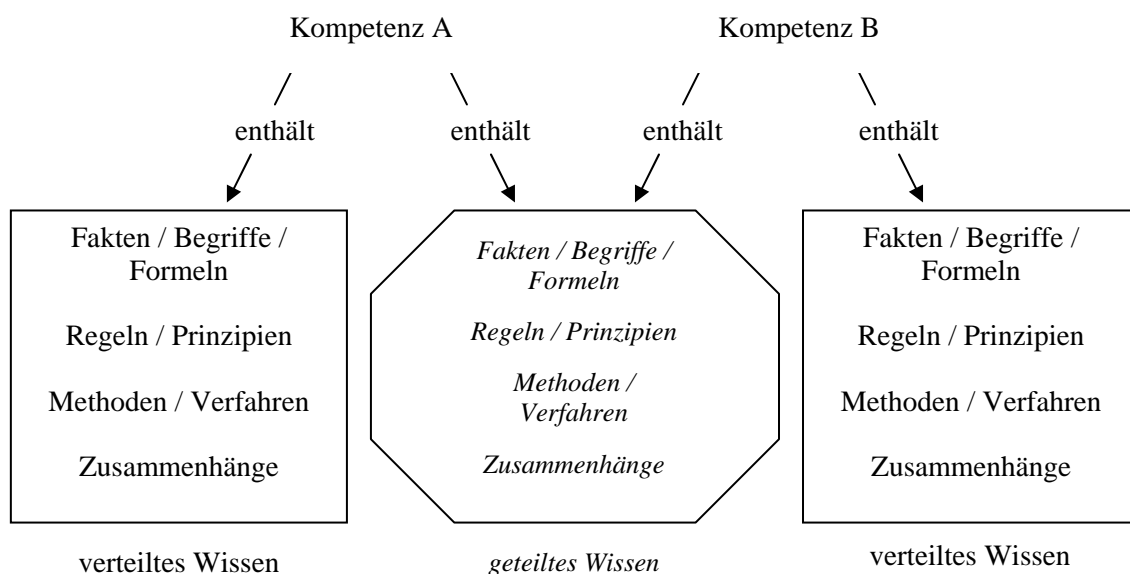 Kompetenz A
Kompetenz B
enthält
enthält
enthält
enthält
Fakten / Begriffe /
Formeln
Regeln / Prinzipien
Methoden / Verfahren
Zusammenhänge
verteiltes Wissen
Fakten / Begriffe /
Formeln
Regeln / Prinzipien
Methoden /
Verfahren
Zusammenhänge
geteiltes Wissen
Fakten / Begriffe /
Formeln
Regeln / Prinzipien
Methoden / Verfahren
Zusammenhänge
verteiltes Wissen